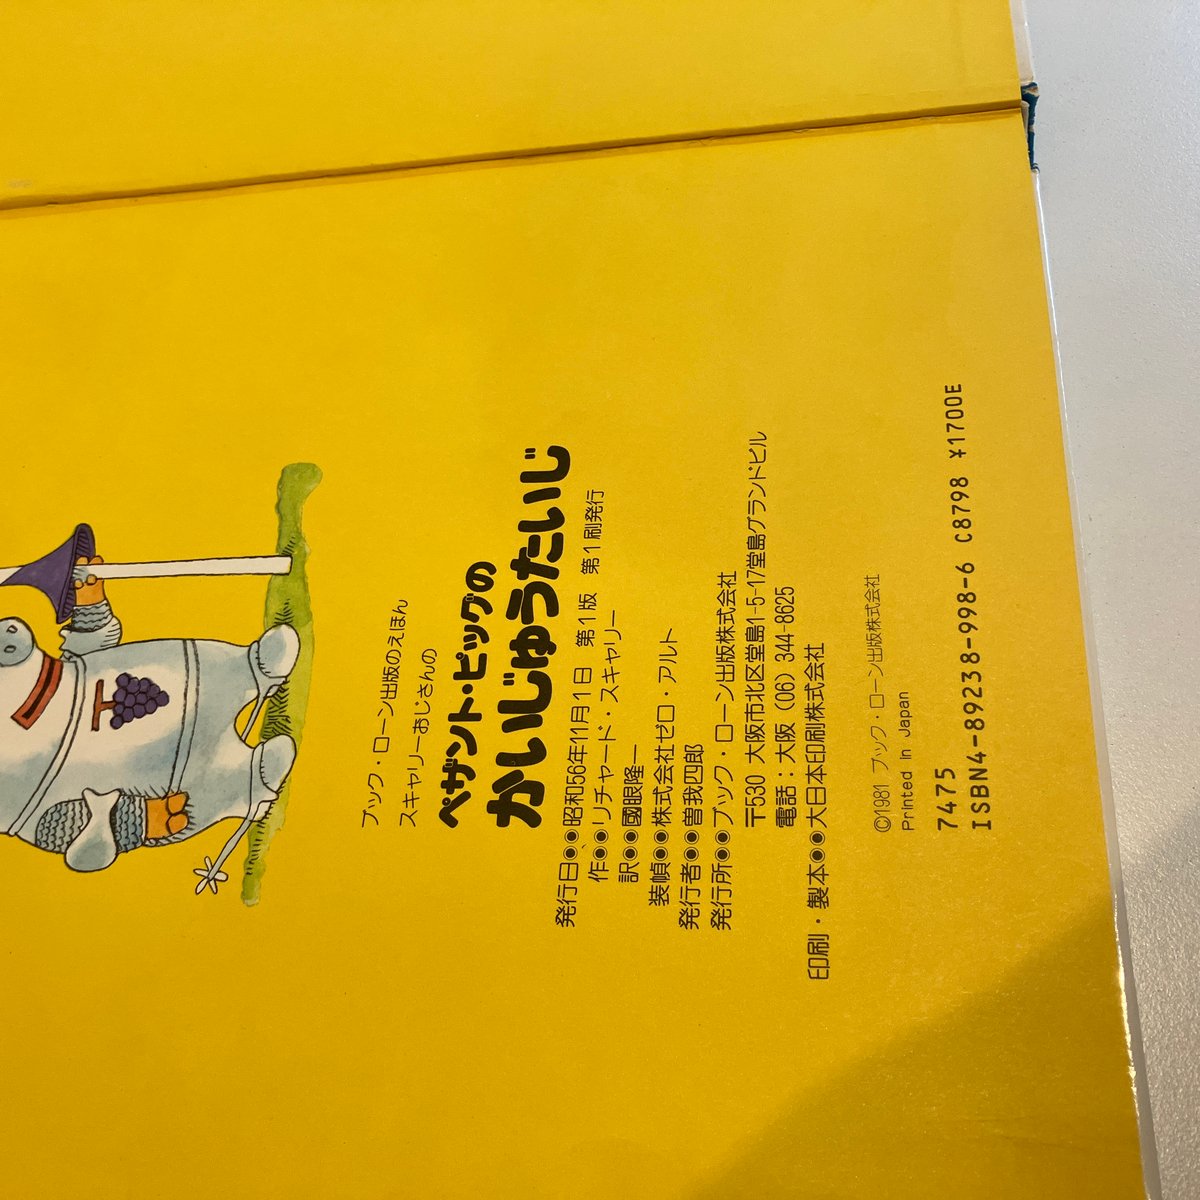 ブック・ローン出版のえほん
スキャリーおじさんの
ペザント・ピッグの
かいじゅうたいじ
発行日◉◉昭和56年11月1日 第1版 第1刷発行
作◉◉リチャード・スキャリー
訳◉◉國眼隆一
装幀◉◉株式会社ゼロ・アルト
発行者◉◉曽我四郎
発行所◉◉ブック・ローン出版株式会社
〒530 大阪市北区堂島1-5-17堂島グランドビル
電話:大阪(06)344-8625
印刷・製本◉◉大日本印刷株式会社
©1981 ブック・ローン出版株式会社
Printed In Japan
7475
ISBN4-89238-998-6 C8798 ¥1700E